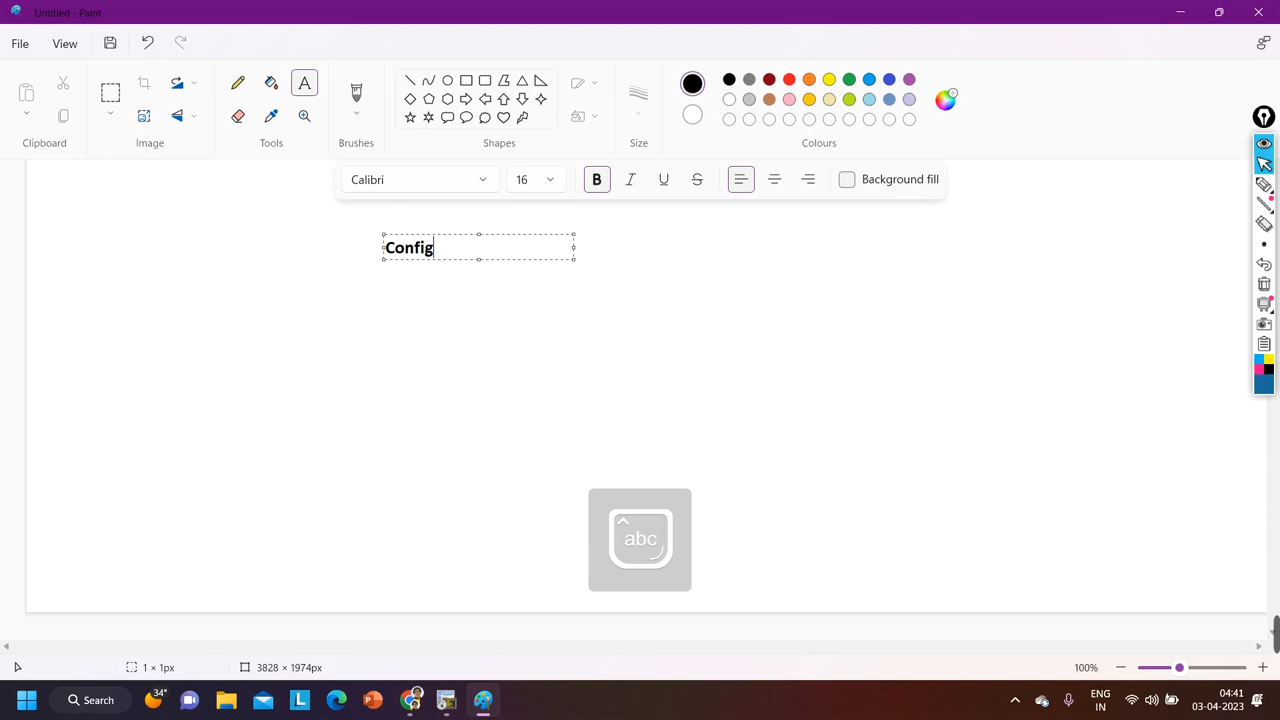 Untitled - Paint
File
View
Clipboard
Image
Tools
Brushes
Shapes
Size
Colours
Calibri
16
B
I
U
S
Background fill
Config
abc
1 × 1px
3828 × 1974px
100%
34°
Search
L
ENG
IN
04:41
03-04-2023